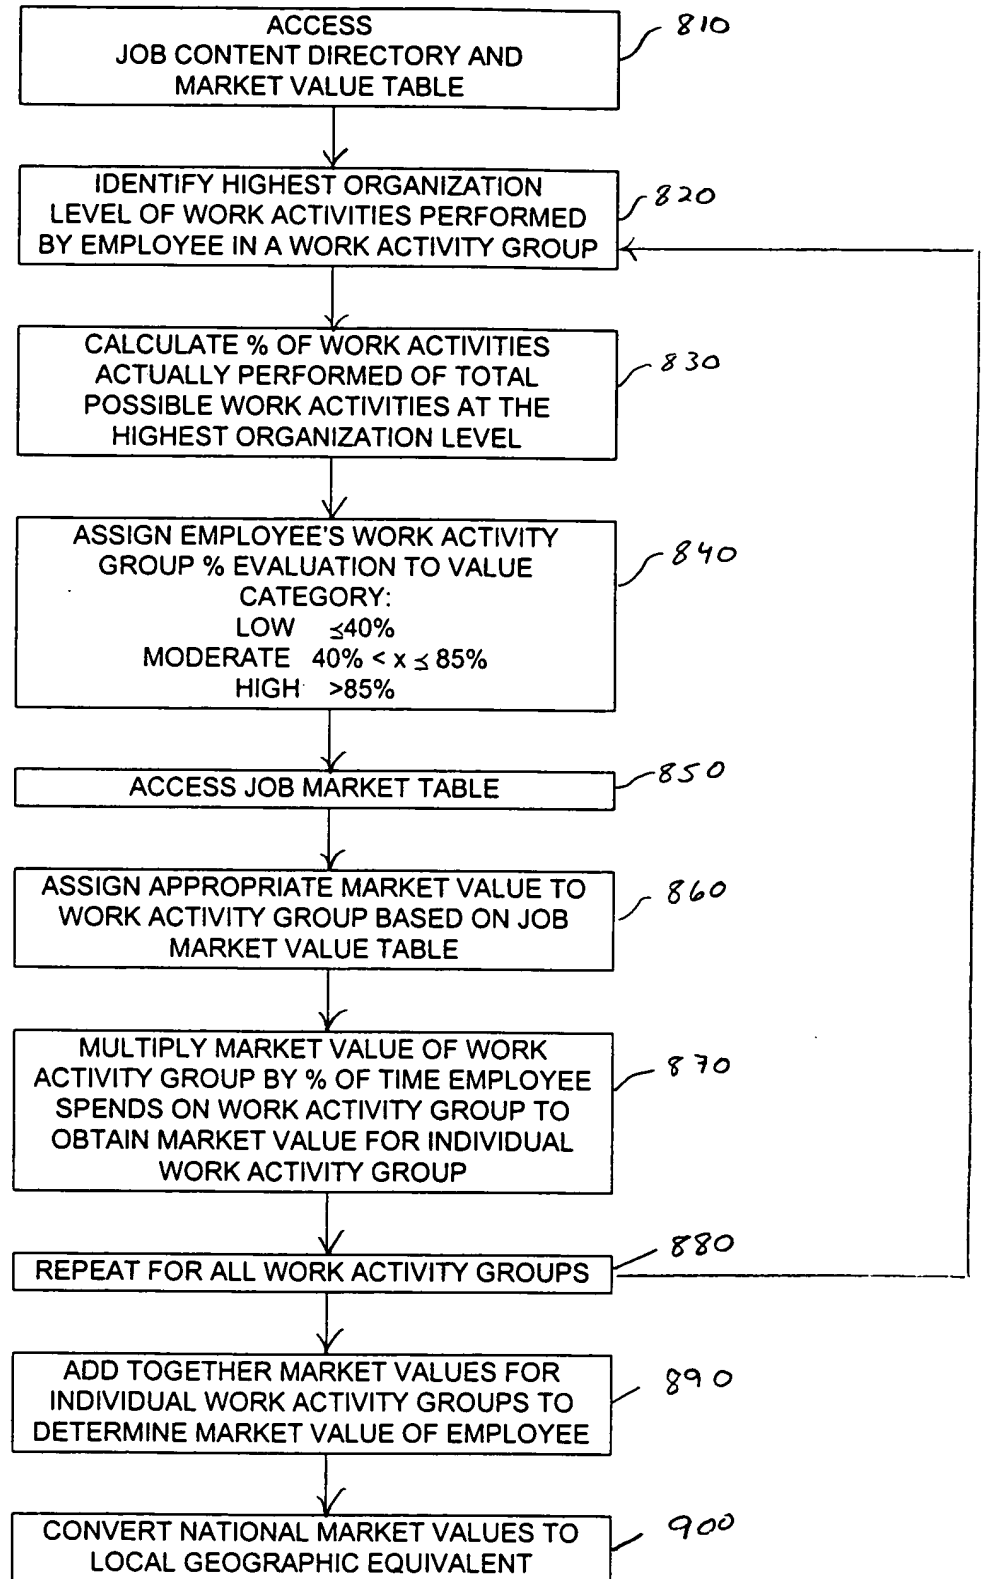 ACCESS
JOB CONTENT DIRECTORY AND
MARKET VALUE TABLE
810
IDENTIFY HIGHEST ORGANIZATION
LEVEL OF WORK ACTIVITIES PERFORMED
BY EMPLOYEE IN A WORK ACTIVITY GROUP
820
CALCULATE % OF WORK ACTIVITIES
ACTUALLY PERFORMED OF TOTAL
POSSIBLE WORK ACTIVITIES AT THE
HIGHEST ORGANIZATION LEVEL
830
ASSIGN EMPLOYEE'S WORK ACTIVITY
GROUP % EVALUATION TO VALUE
CATEGORY:
LOW ≤40%
MODERATE 40% < x ≤ 85%
HIGH >85%
840
ACCESS JOB MARKET TABLE
850
ASSIGN APPROPRIATE MARKET VALUE TO
WORK ACTIVITY GROUP BASED ON JOB
MARKET VALUE TABLE
860
MULTIPLY MARKET VALUE OF WORK
ACTIVITY GROUP BY % OF TIME EMPLOYEE
SPENDS ON WORK ACTIVITY GROUP TO
OBTAIN MARKET VALUE FOR INDIVIDUAL
WORK ACTIVITY GROUP
870
REPEAT FOR ALL WORK ACTIVITY GROUPS
880
ADD TOGETHER MARKET VALUES FOR
INDIVIDUAL WORK ACTIVITY GROUPS TO
DETERMINE MARKET VALUE OF EMPLOYEE
890
CONVERT NATIONAL MARKET VALUES TO
LOCAL GEOGRAPHIC EQUIVALENT
900